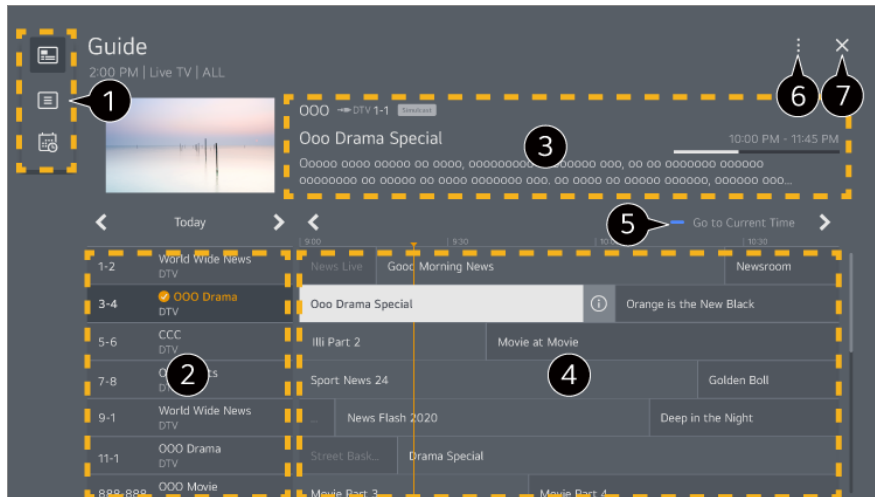 Guide
2:00 PM | Live TV | ALL
1
6
7
OOO DTV 1-1 Simulcast
Ooo Drama Special
3
10:00 PM - 11:45 PM
Ooooo oooo ooooo oo oooo, ooo, oo oo ooooooo oooooo
oooooooo oo ooooo oo oooo ooooooo ooo. oo oooo oo ooooo oooooo, oooooo ooo...
Today
5
Go to Current Time
9:00
9:30
10:30
1-2
World Wide News
DTV
News Live
Good Morning News
Newsroom
3-4
OOO Drama
DTV
Ooo Drama Special
Orange is the New Black
5-6
CCC
DTV
Illi Part 2
Movie at Movie
7-8
2
DTV
Sport News 24
4
Golden Boll
9-1
World Wide News
DTV
...
News Flash 2020
Deep in the Night
11-1
OOO Drama
DTV
Street Bask...
Drama Special
888-888
OOO Movie
Movie Part 3
Movie Part 4